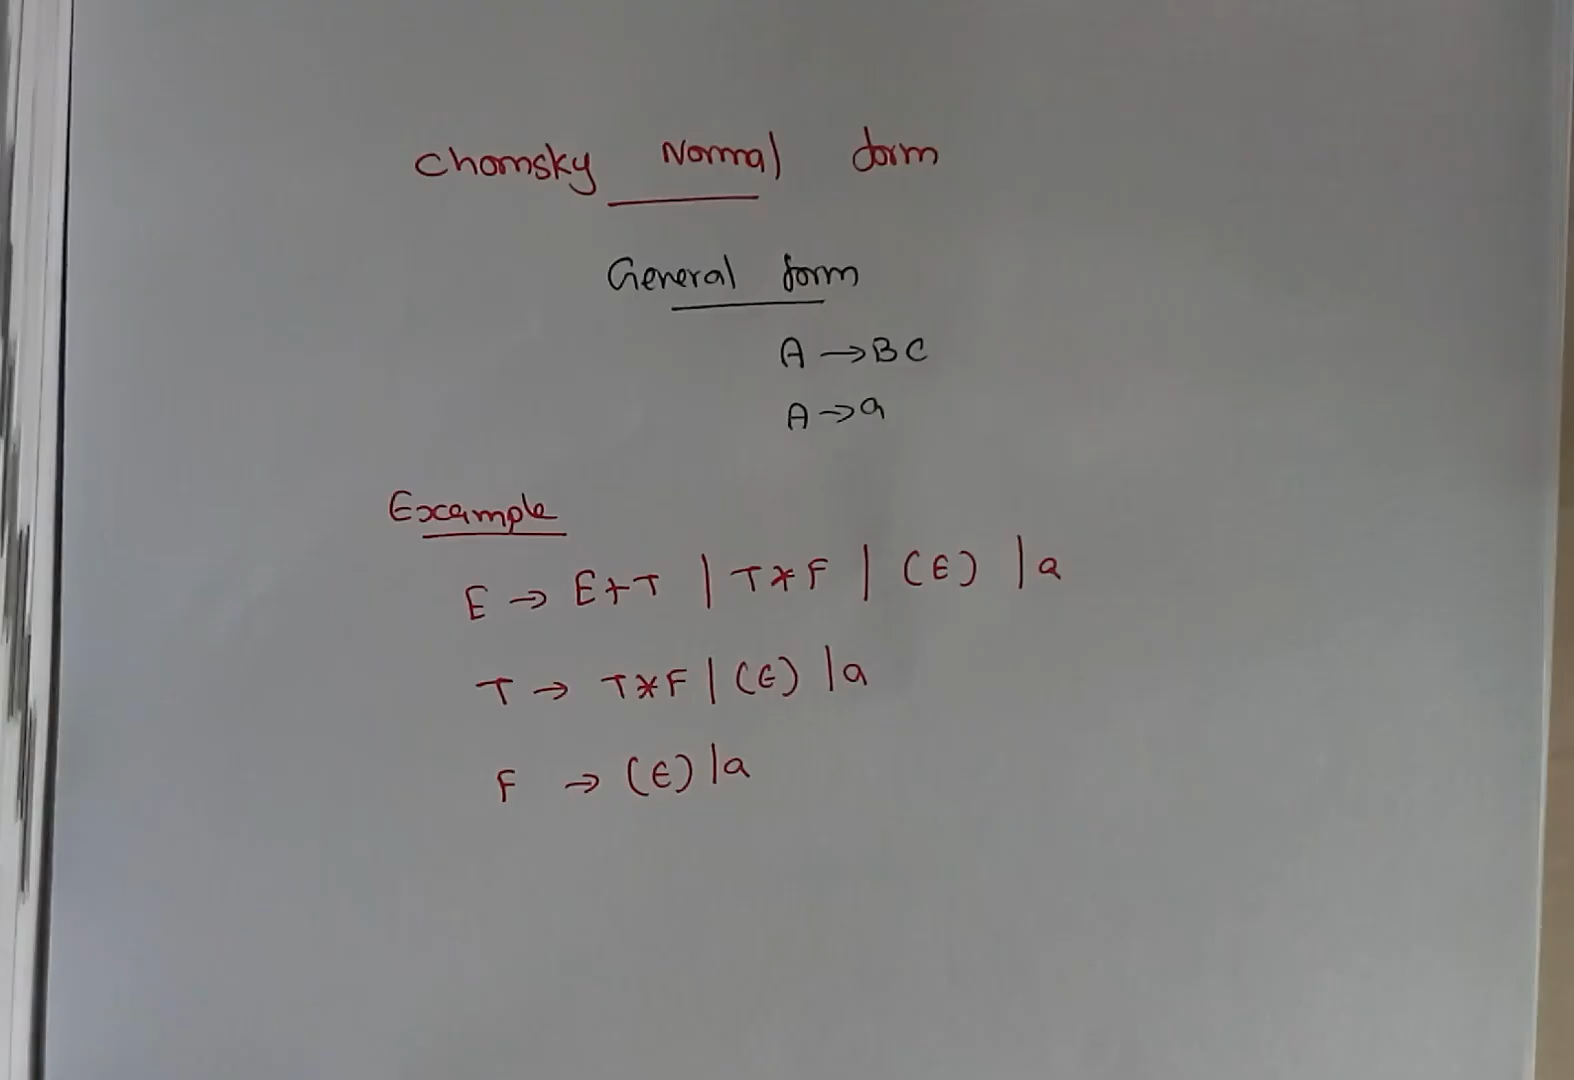 Chomsky Normal form
General form
A → BC
A → a
Example
E → E+T | T*F | (E) | a
T → T*F | (E) | a
F → (E) | a